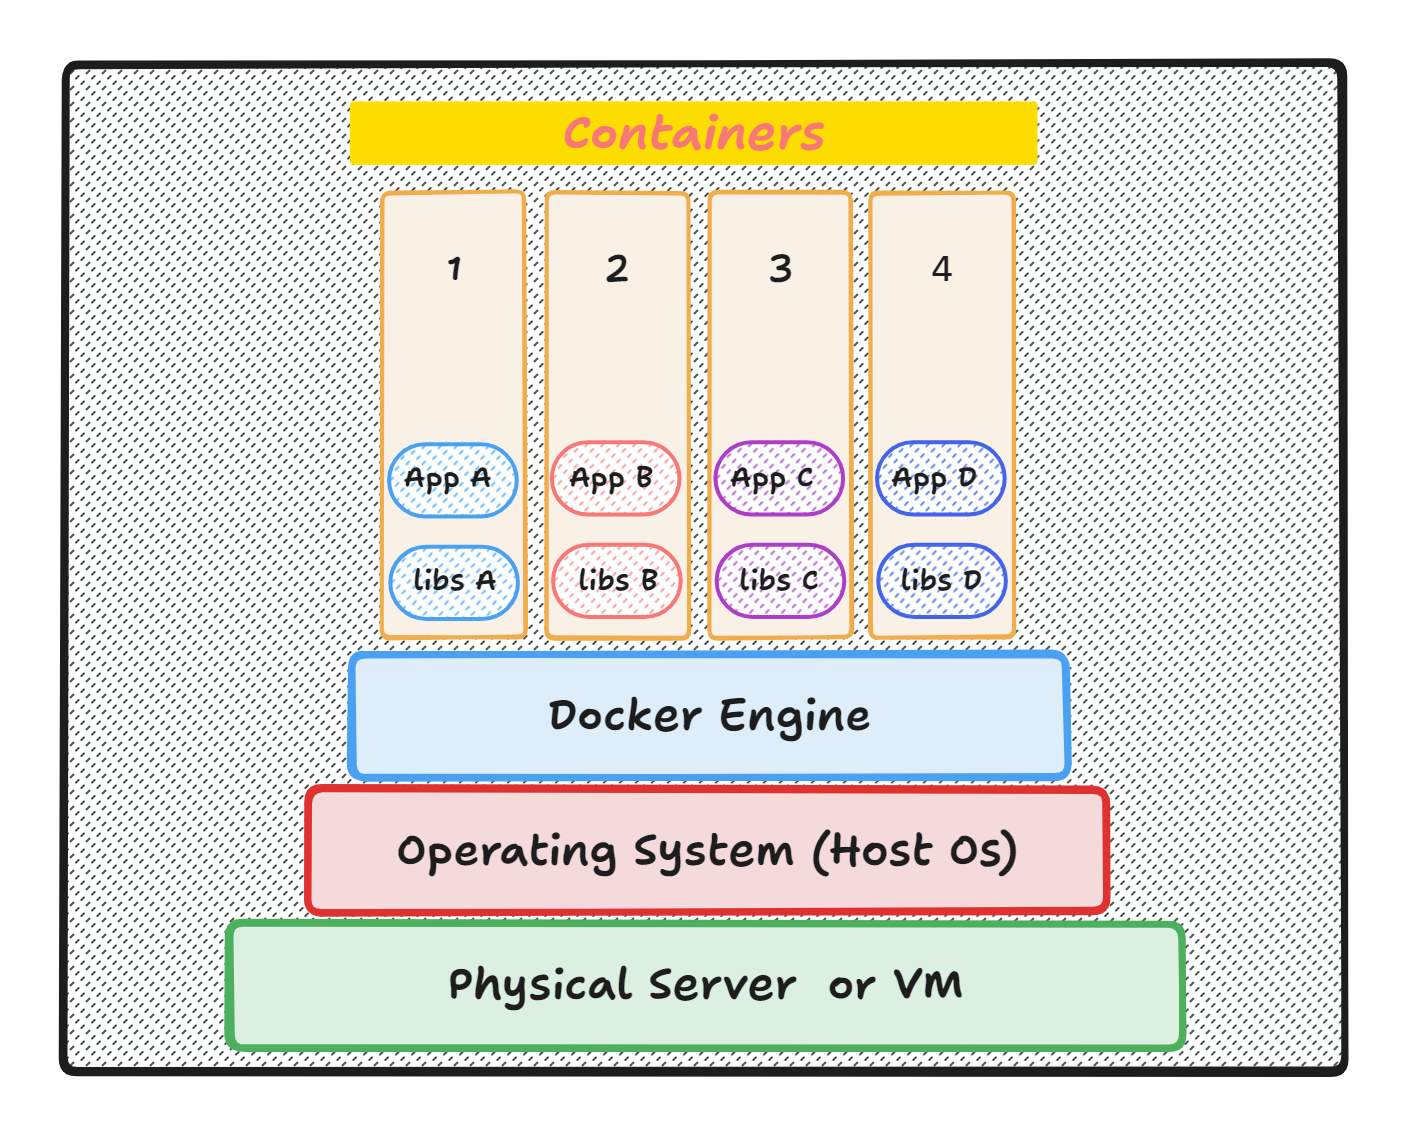 Containers
1
2
3
4
App A
App B
App C
App D
libs A
libs B
libs C
libs D
Docker Engine
Operating System (Host Os)
Physical Server or VM